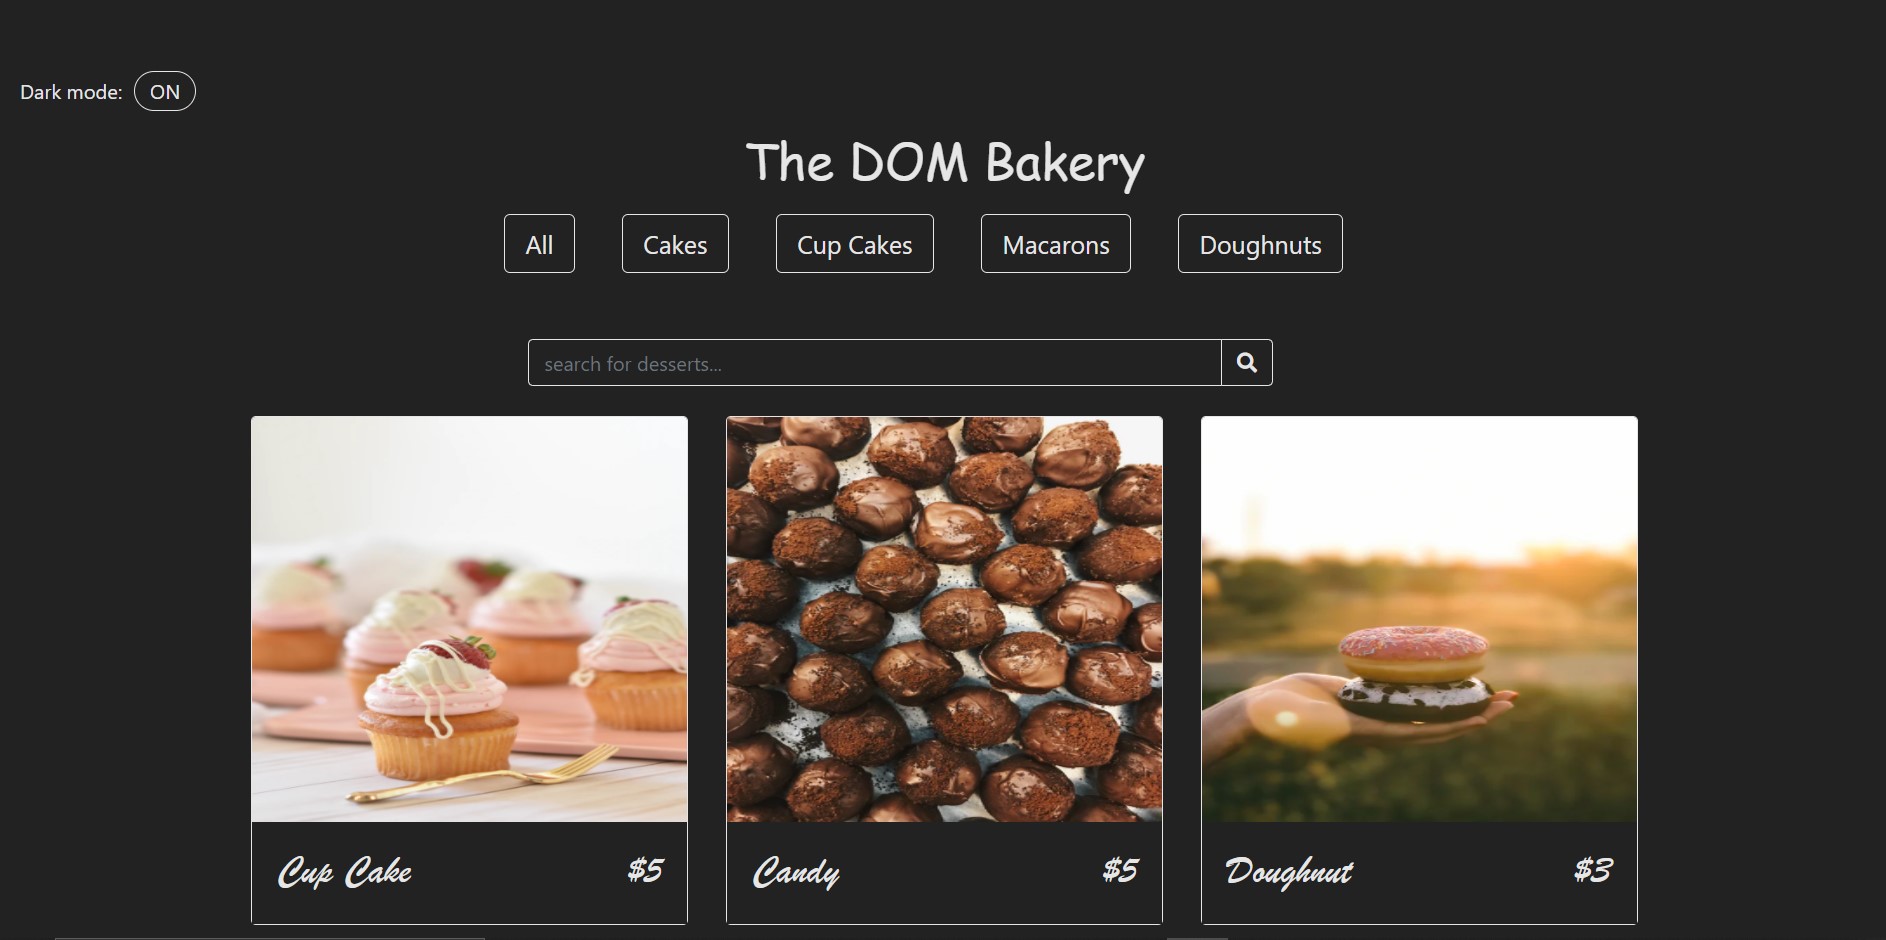 Dark mode: ON
The DOM Bakery
All Cakes Cup Cakes Macarons Doughnuts
search for desserts...
Cup Cake $5 Candy $5 Doughnut $3